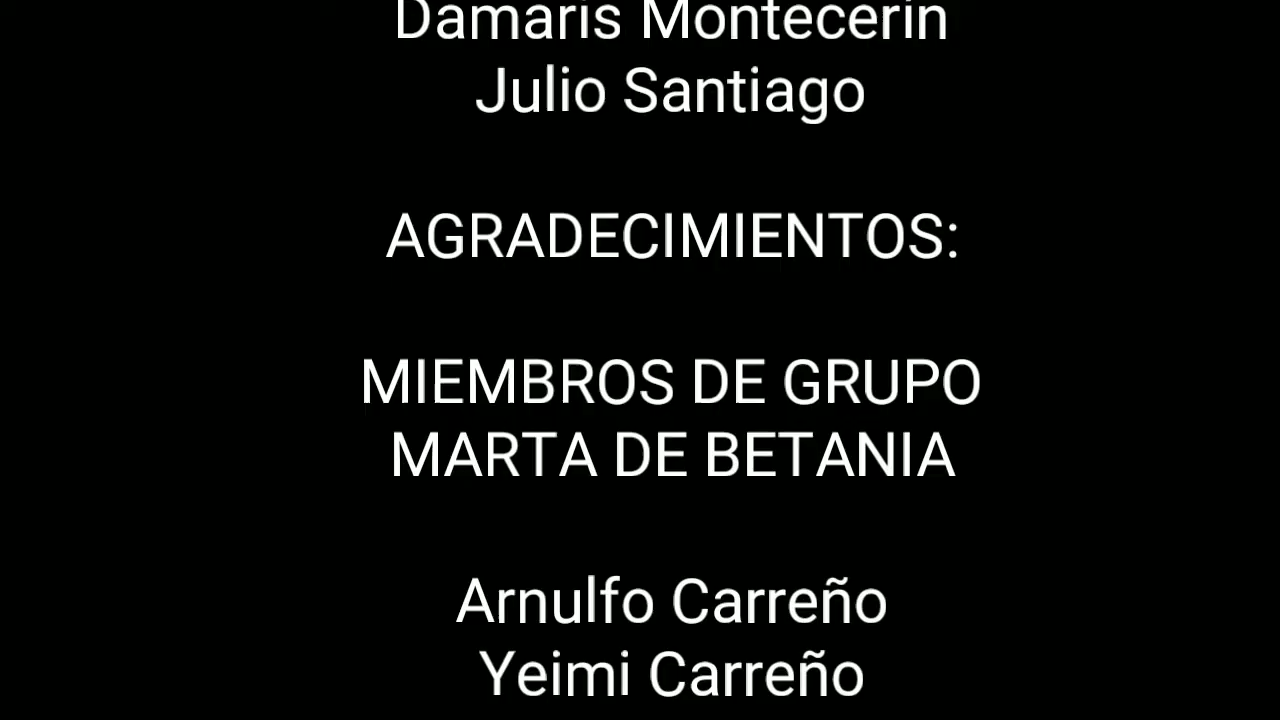 Damaris Montecerin
Julio Santiago
AGRADECIMIENTOS:
MIEMBROS DE GRUPO
MARTA DE BETANIA
Arnulfo Carreño
Yeimi Carreño